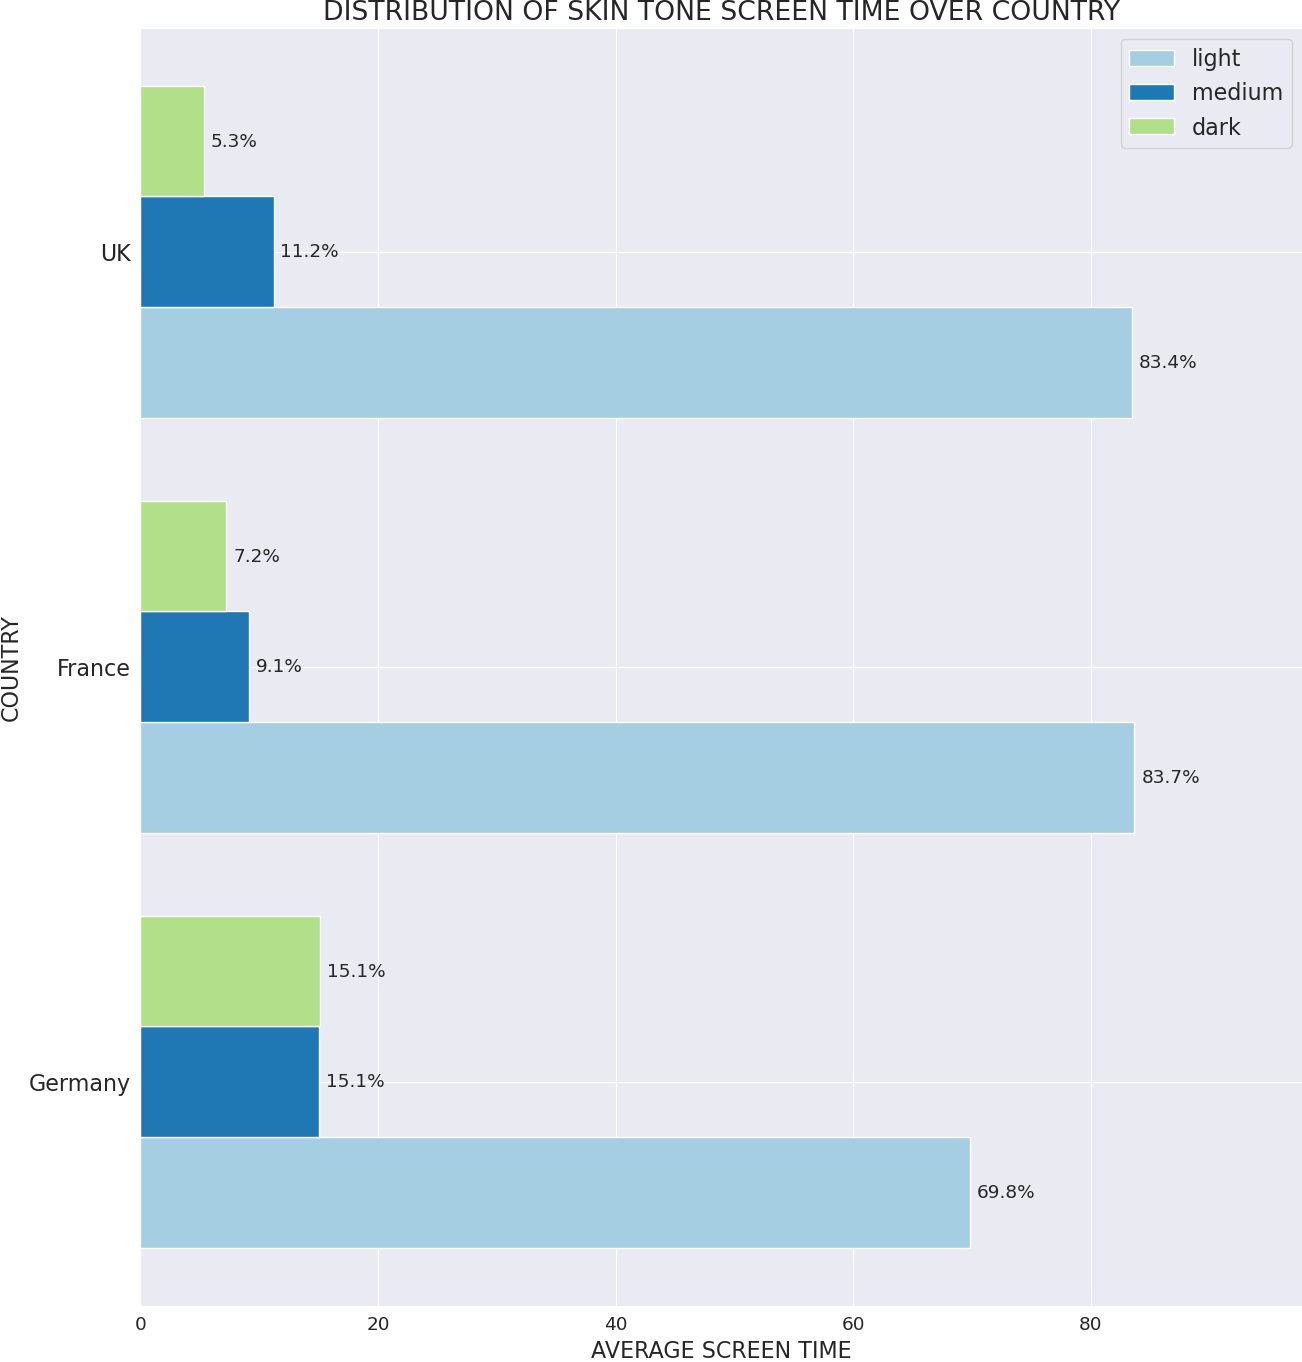 DISTRIBUTION OF SKIN TONE SCREEN TIME OVER COUNTRY
light
medium
dark
5.3%
UK
11.2%
83.4%
7.2%
France
9.1%
83.7%
COUNTRY
15.1%
Germany
15.1%
69.8%
0 20 40 60 80
AVERAGE SCREEN TIME